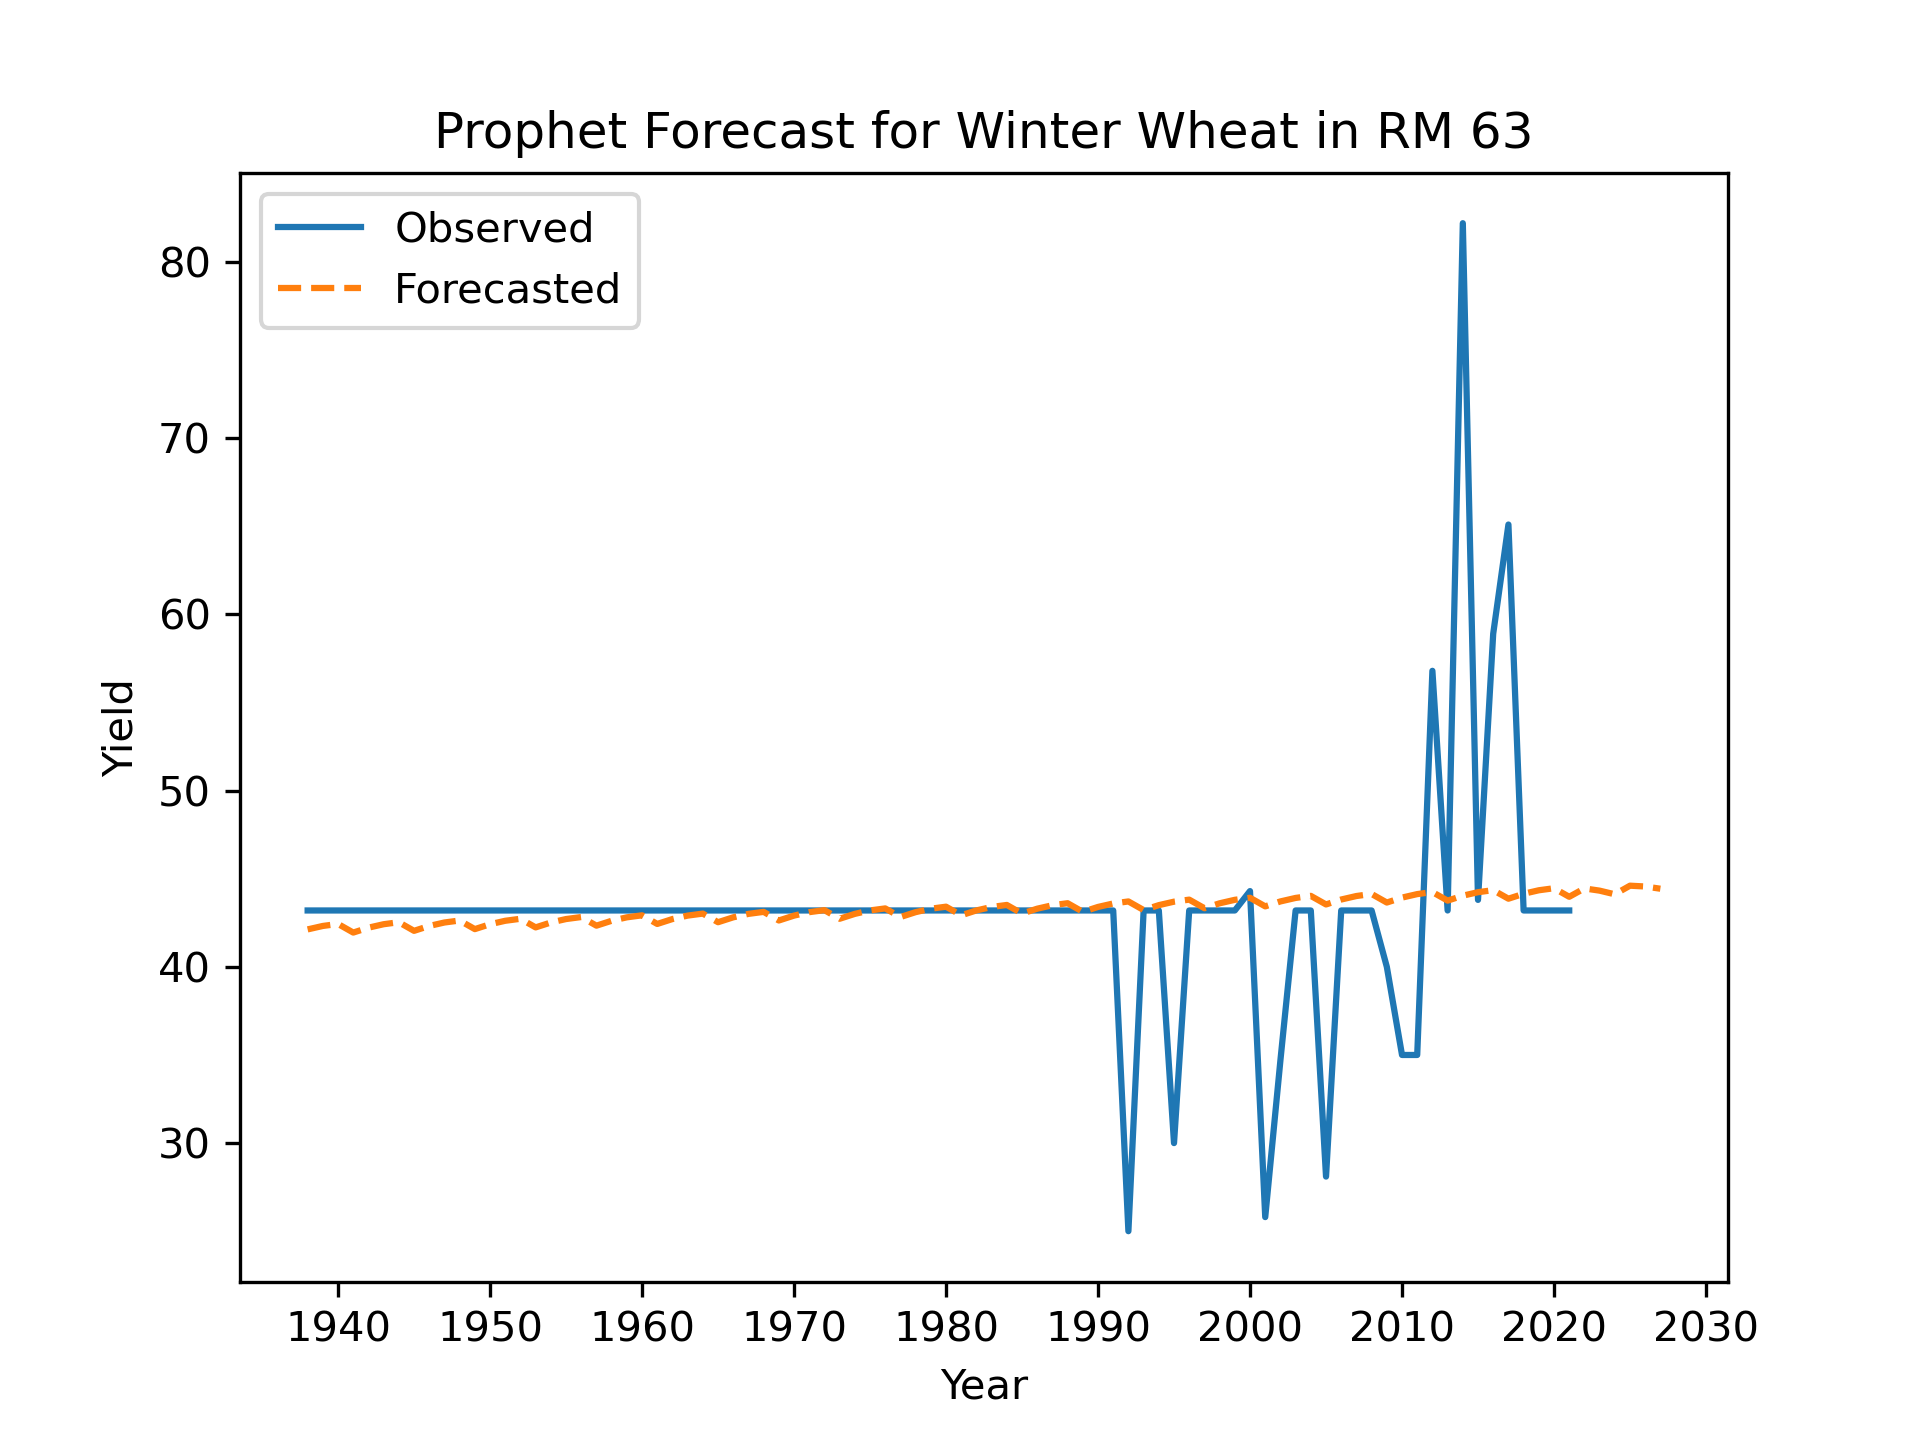 Prophet Forecast for Winter Wheat in RM 63
Observed
Forecasted
80
70
60
50
40
30
Yield
1940 1950 1960 1970 1980 1990 2000 2010 2020 2030
Year